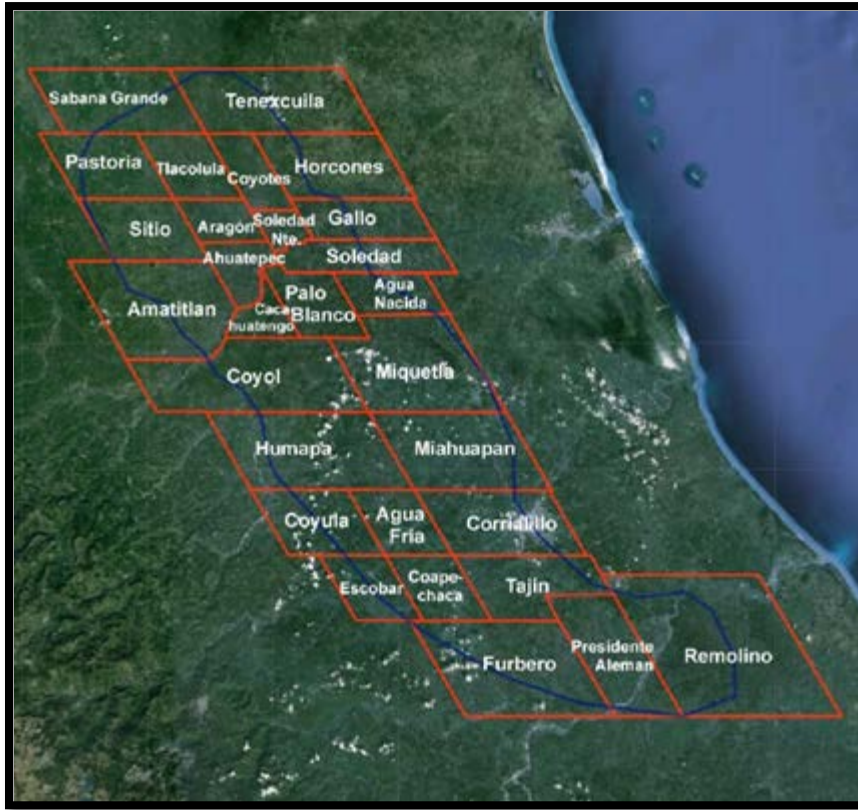 Sabana Grande
Tenexcuila
Pastoria
Tlacolula
Coyotes
Horcones
Sitio
Aragón
Soledad
Nte.
Gallo
Ahuatepec
Soledad
Amatitlan
Caca
huatengo
Palo
Blanco
Agua
Nacida
Coyol
Miquetla
Humapa
Miahuapan
Coyula
Agua
Fría
Corralillo
Escobar
Coape-
chaca
Tajin
Furbero
Presidente
Aleman
Remolino